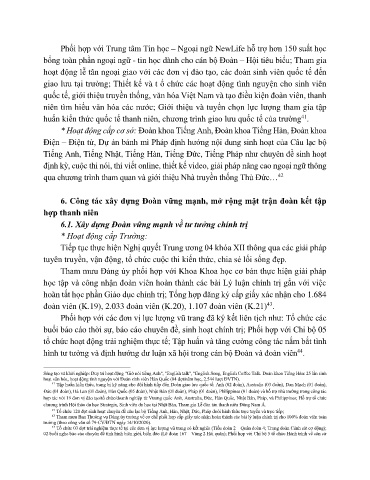 Phối hợp với Trung tâm Tin học – Ngoại ngữ NewLife hỗ trợ hơn 150 suất học
bổng toàn phần ngoại ngữ - tin học dành cho cán bộ Đoàn – Hội tiêu biểu; Tham gia
hoạt động lễ tân ngoại giao với các đơn vị đào tạo, các đoàn sinh viên quốc tế đến
giao lưu tại trường; Thiết kế và t ổ chức các hoạt động tình nguyện cho sinh viên
quốc tế, giới thiệu truyền thống, văn hóa Việt Nam và tạo điều kiện đoàn viên, thanh
niên tìm hiểu văn hóa các nước; Giới thiệu và tuyển chọn lực lượng tham gia tập
huấn kiến thức quốc tế thanh niên, chương trình giao lưu quốc tế của trường41.
* Hoạt động cấp cơ sở: Đoàn khoa Tiếng Anh, Đoàn khoa Tiếng Hàn, Đoàn khoa
Điện – Điện tử, Dự án bánh mì Pháp định hướng nội dung sinh hoạt của Câu lạc bộ
Tiếng Anh, Tiếng Nhật, Tiếng Hàn, Tiếng Đức, Tiếng Pháp như chuyên đề sinh hoạt
định kỳ, cuộc thi nói, thi viết online, thiết kế video, giải pháp nâng cao ngoại ngữ thông
qua chương trình tham quan và giới thiệu Nhà truyền thống Thủ Đức…42
6. Công tác xây dựng Đoàn vững mạnh, mở rộng mặt trận đoàn kết tập
hợp thanh niên
6.1. Xây dựng Đoàn vững mạnh về tư tưởng chính trị
* Hoạt động cấp Trường:
Tiếp tục thực hiện Nghị quyết Trung ương 04 khóa XII thông qua các giải pháp
tuyên truyền, vận động, tổ chức cuộc thi kiến thức, chia sẻ lối sống đẹp.
Tham mưu Đảng ủy phối hợp với Khoa Khoa học cơ bản thực hiện giải pháp
học tập và công nhận đoàn viên hoàn thành các bài Lý luận chính trị gắn với việc
hoàn tất học phần Giáo dục chính trị; Tổng hợp đăng ký cấp giấy xác nhận cho 1.684
đoàn viên (K.19), 2.033 đoàn viên (K.20), 1.107 đoàn viên (K.21)43.
Phối hợp với các đơn vị lực lượng vũ trang đã ký kết liên tịch như: Tổ chức các
buổi báo cáo thời sự, báo cáo chuyên đề, sinh hoạt chính trị; Phối hợp với Chi bộ 05
tổ chức hoạt động trải nghiệm thực tế; Tập huấn và tăng cường công tác nắm bắt tình
hình tư tưởng và định hướng dư luận xã hội trong cán bộ Đoàn và đoàn viên44.